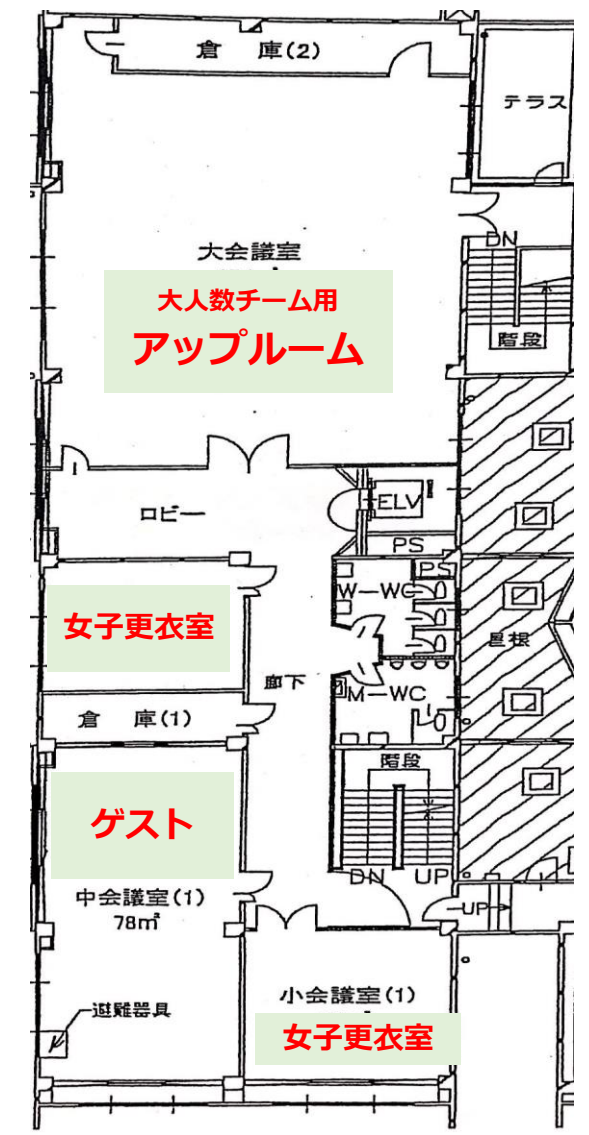 倉　庫(2)
テラス
大会議室
DN
大人数チーム用
アップルーム
階段
ロビー
ELV
PS
W-WC
PS
女子更衣室
屋根
廊下
M-WC
倉　庫(1)
階段
ゲスト
DN
UP
中会議室(1)
78㎡
UP
小会議室(1)
避難器具
女子更衣室